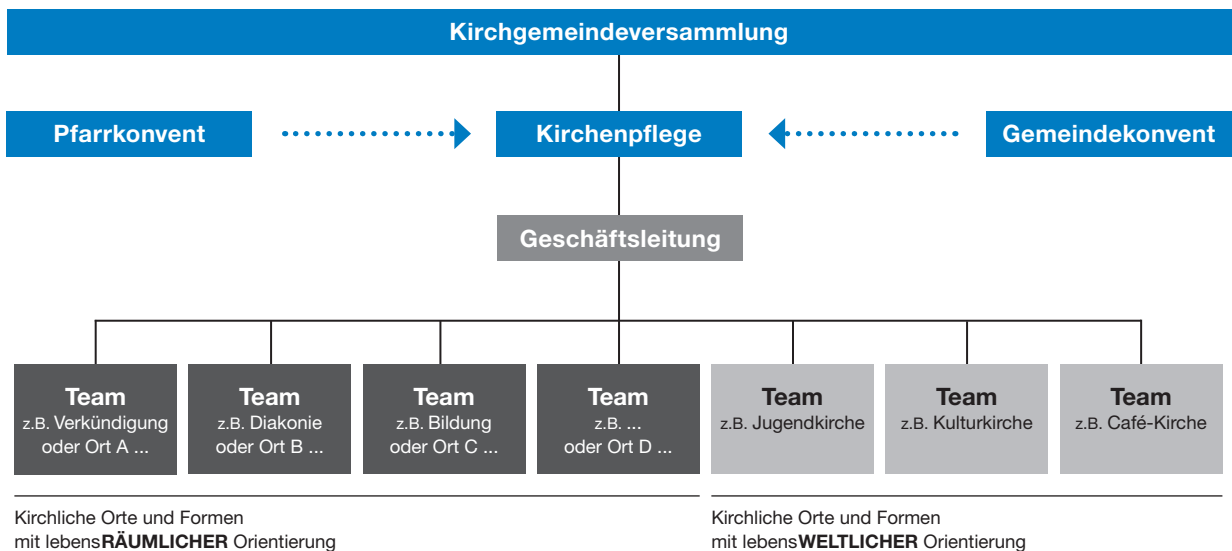 Kirchgemeindeversammlung
Pfarrkonvent
Kirchenpflege
Gemeindekonvent
Geschäftsleitung
Team
z.B. Verkündigung
oder Ort A ...
Team
z.B. Diakonie
oder Ort B ...
Team
z.B. Bildung
oder Ort C ...
Team
z.B. ...
oder Ort D ...
Team
z.B. Jugendkirche
Team
z.B. Kulturkirche
Team
z.B. Café-Kirche
Kirchliche Orte und Formen
mit lebensRÄUMLICHER Orientierung
Kirchliche Orte und Formen
mit lebensWELTLICHER Orientierung